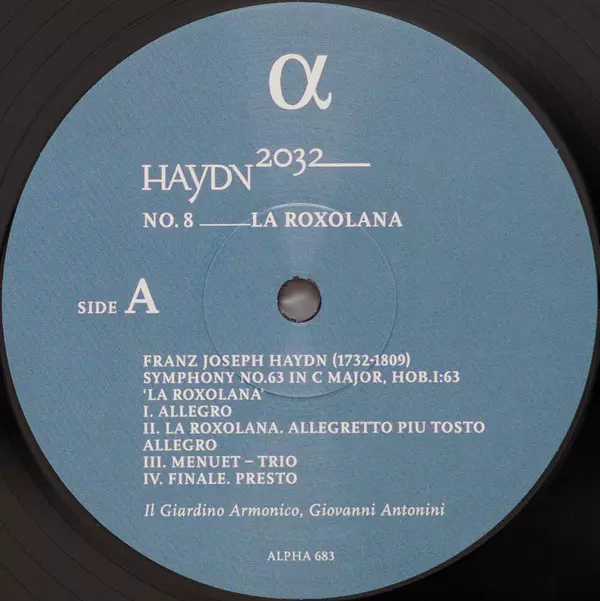 α
HAYDN 2032
NO. 8 LA ROXOLANA
SIDE A
FRANZ JOSEPH HAYDN (1732-1809)
SYMPHONY NO.63 IN C MAJOR, HOB.I:63
'LA ROXOLANA'
I. ALLEGRO
II. LA ROXOLANA. ALLEGRETTO PIU TOSTO
ALLEGRO
III. MENUET – TRIO
IV. FINALE. PRESTO
Il Giardino Armonico, Giovanni Antonini
ALPHA 683